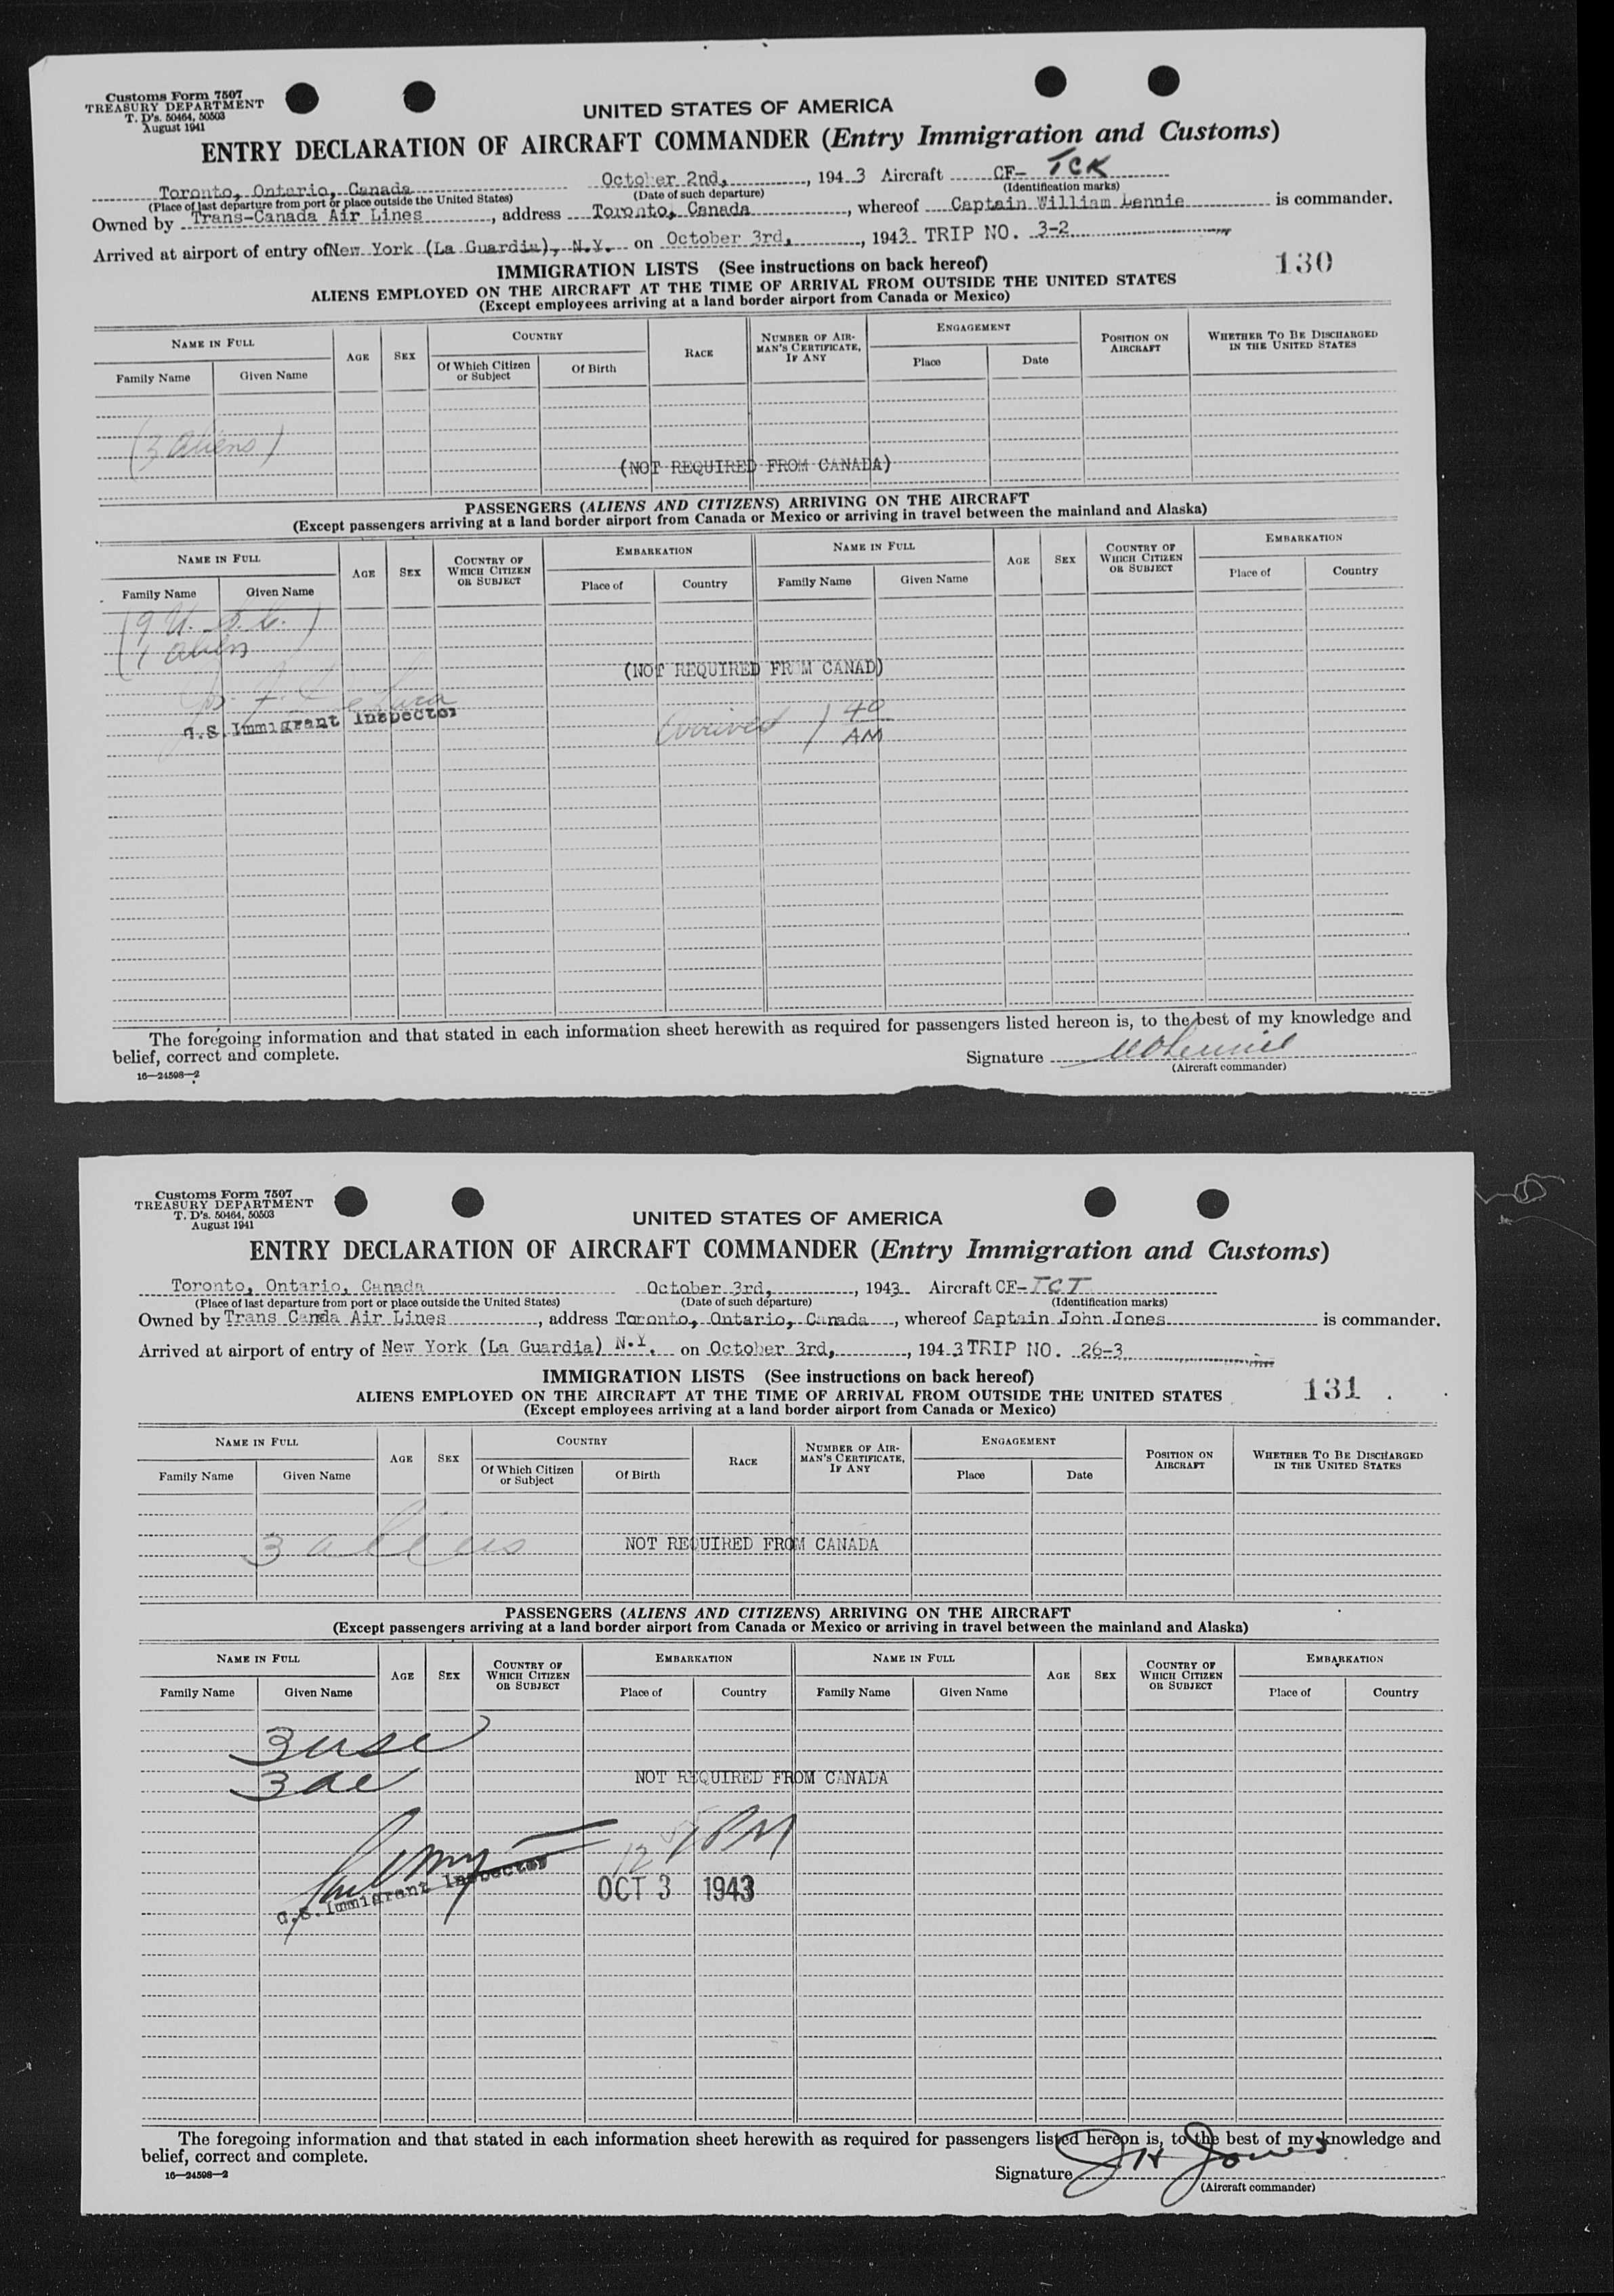 Customs Form 7507
TREASURY DEPARTMENT
T. D's. 50464, 50503
August 1941
UNITED STATES OF AMERICA
ENTRY DECLARATION OF AIRCRAFT COMMANDER (Entry Immigration and Customs)
Toronto, Ontario, Canada October 2nd, , 194 3 Aircraft CF- TCK
(Place of last departure from port or place outside the United States) (Date of such departure) (Identification marks)
Owned by Trans-Canada Air Lines , address Toronto, Canada , whereof Captain William Lennie is commander.
Arrived at airport of entry of New York (La Guardia), N.Y. on October 3rd, , 1943 TRIP NO. 3-2
IMMIGRATION LISTS (See instructions on back hereof) 130
ALIENS EMPLOYED ON THE AIRCRAFT AT THE TIME OF ARRIVAL FROM OUTSIDE THE UNITED STATES
(Except employees arriving at a land border airport from Canada or Mexico)
NAME IN FULL AGE SEX COUNTRY RACE NUMBER OF AIRMAN'S CERTIFICATE, IF ANY ENGAGEMENT POSITION ON AIRCRAFT WHETHER TO BE DISCHARGED IN THE UNITED STATES
Family Name Given Name Of Which Citizen or Subject Of Birth Place Date
(3 aliens)
(NOT REQUIRED FROM CANADA)
PASSENGERS (ALIENS AND CITIZENS) ARRIVING ON THE AIRCRAFT
(Except passengers arriving at a land border airport from Canada or Mexico or arriving in travel between the mainland and Alaska)
NAME IN FULL AGE SEX COUNTRY OF WHICH CITIZEN OR SUBJECT EMBARKATION NAME IN FULL AGE SEX COUNTRY OF WHICH CITIZEN OR SUBJECT EMBARKATION
Family Name Given Name Place of Country Family Name Given Name Place of Country
(9 U. S. C.)
(1 alien
(NOT REQUIRED FR M CANAD)
U.S. Immigrant Inspector
Arrived 1 40 AM
The foregoing information and that stated in each information sheet herewith as required for passengers listed hereon is, to the best of my knowledge and
belief, correct and complete.
Signature WD Lennie
16—24598-2 (Aircraft commander)
Customs Form 7507
TREASURY DEPARTMENT
T. D's. 50464, 50503
August 1941
UNITED STATES OF AMERICA
ENTRY DECLARATION OF AIRCRAFT COMMANDER (Entry Immigration and Customs)
Toronto, Ontario, Canada October 3rd, , 1943 Aircraft CF-TCT
(Place of last departure from port or place outside the United States) (Date of such departure) (Identification marks)
Owned by Trans Canda Air Lines , address Toronto, Ontario, Canada , whereof Captain John Jones is commander.
Arrived at airport of entry of New York (La Guardia) N.Y. on October 3rd, , 194 3 TRIP NO. 26-3
IMMIGRATION LISTS (See instructions on back hereof) 131
ALIENS EMPLOYED ON THE AIRCRAFT AT THE TIME OF ARRIVAL FROM OUTSIDE THE UNITED STATES
(Except employees arriving at a land border airport from Canada or Mexico)
NAME IN FULL AGE SEX COUNTRY RACE NUMBER OF AIRMAN'S CERTIFICATE, IF ANY ENGAGEMENT POSITION ON AIRCRAFT WHETHER TO BE DISCHARGED IN THE UNITED STATES
Family Name Given Name Of Which Citizen or Subject Of Birth Place Date
3 aliens NOT REQUIRED FROM CANADA
PASSENGERS (ALIENS AND CITIZENS) ARRIVING ON THE AIRCRAFT
(Except passengers arriving at a land border airport from Canada or Mexico or arriving in travel between the mainland and Alaska)
NAME IN FULL AGE SEX COUNTRY OF WHICH CITIZEN OR SUBJECT EMBARKATION NAME IN FULL AGE SEX COUNTRY OF WHICH CITIZEN OR SUBJECT EMBARKATION
Family Name Given Name Place of Country Family Name Given Name Place of Country
3 usc
3 al NOT REQUIRED FROM CANADA
U.S. Immigrant Inspector
OCT 3 1943
The foregoing information and that stated in each information sheet herewith as required for passengers listed hereon is, to the best of my knowledge and
belief, correct and complete.
Signature J H Jones
16—24598-2 (Aircraft commander)